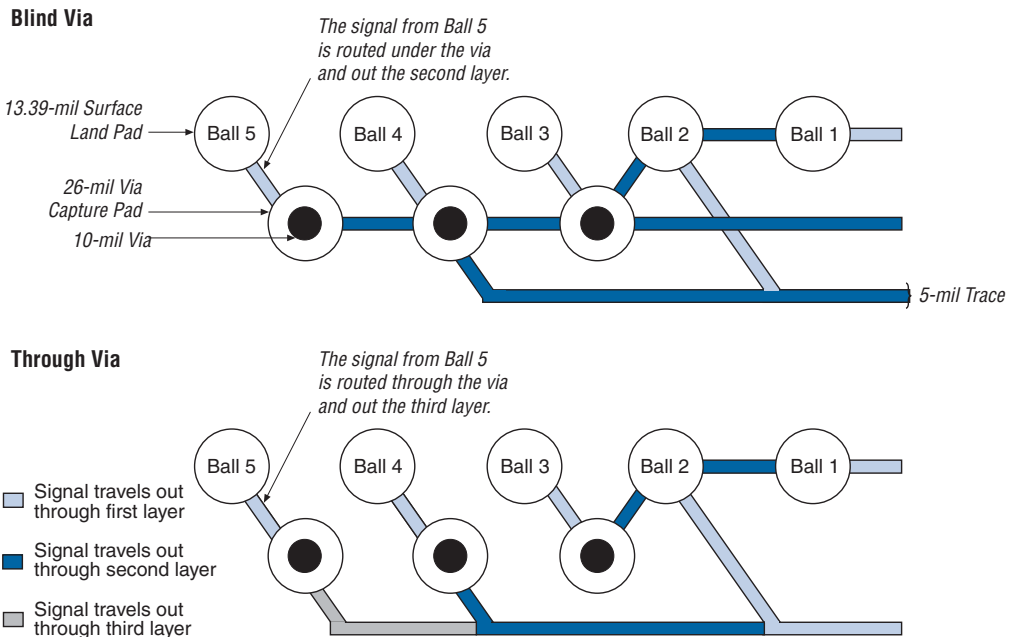 Blind Via
The signal from Ball 5
is routed under the via
and out the second layer.
13.39-mil Surface
Land Pad
Ball 5
Ball 4
Ball 3
Ball 2
Ball 1
26-mil Via
Capture Pad
10-mil Via
5-mil Trace
Through Via
The signal from Ball 5
is routed through the via
and out the third layer.
Ball 5
Ball 4
Ball 3
Ball 2
Ball 1
Signal travels out
through first layer
Signal travels out
through second layer
Signal travels out
through third layer